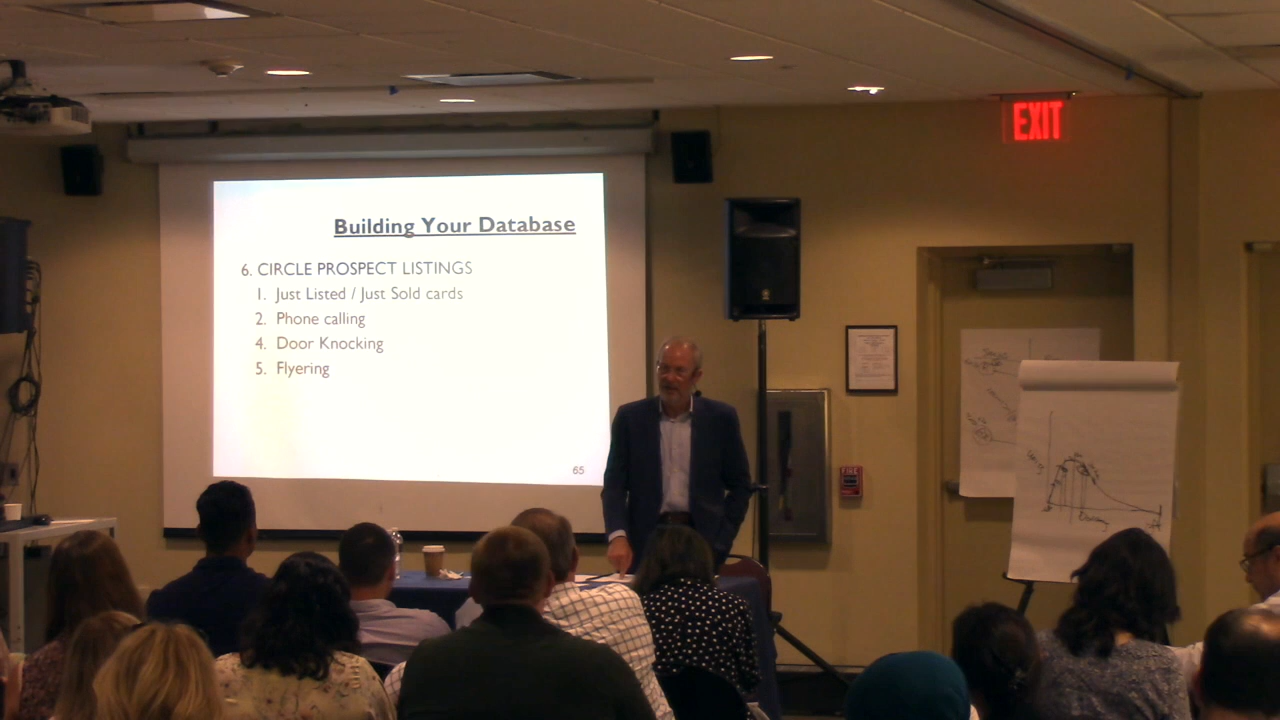 Building Your Database
6. CIRCLE PROSPECT LISTINGS
1. Just Listed / Just Sold cards
2. Phone calling
4. Door Knocking
5. Flyering
65
EXIT
FIRE